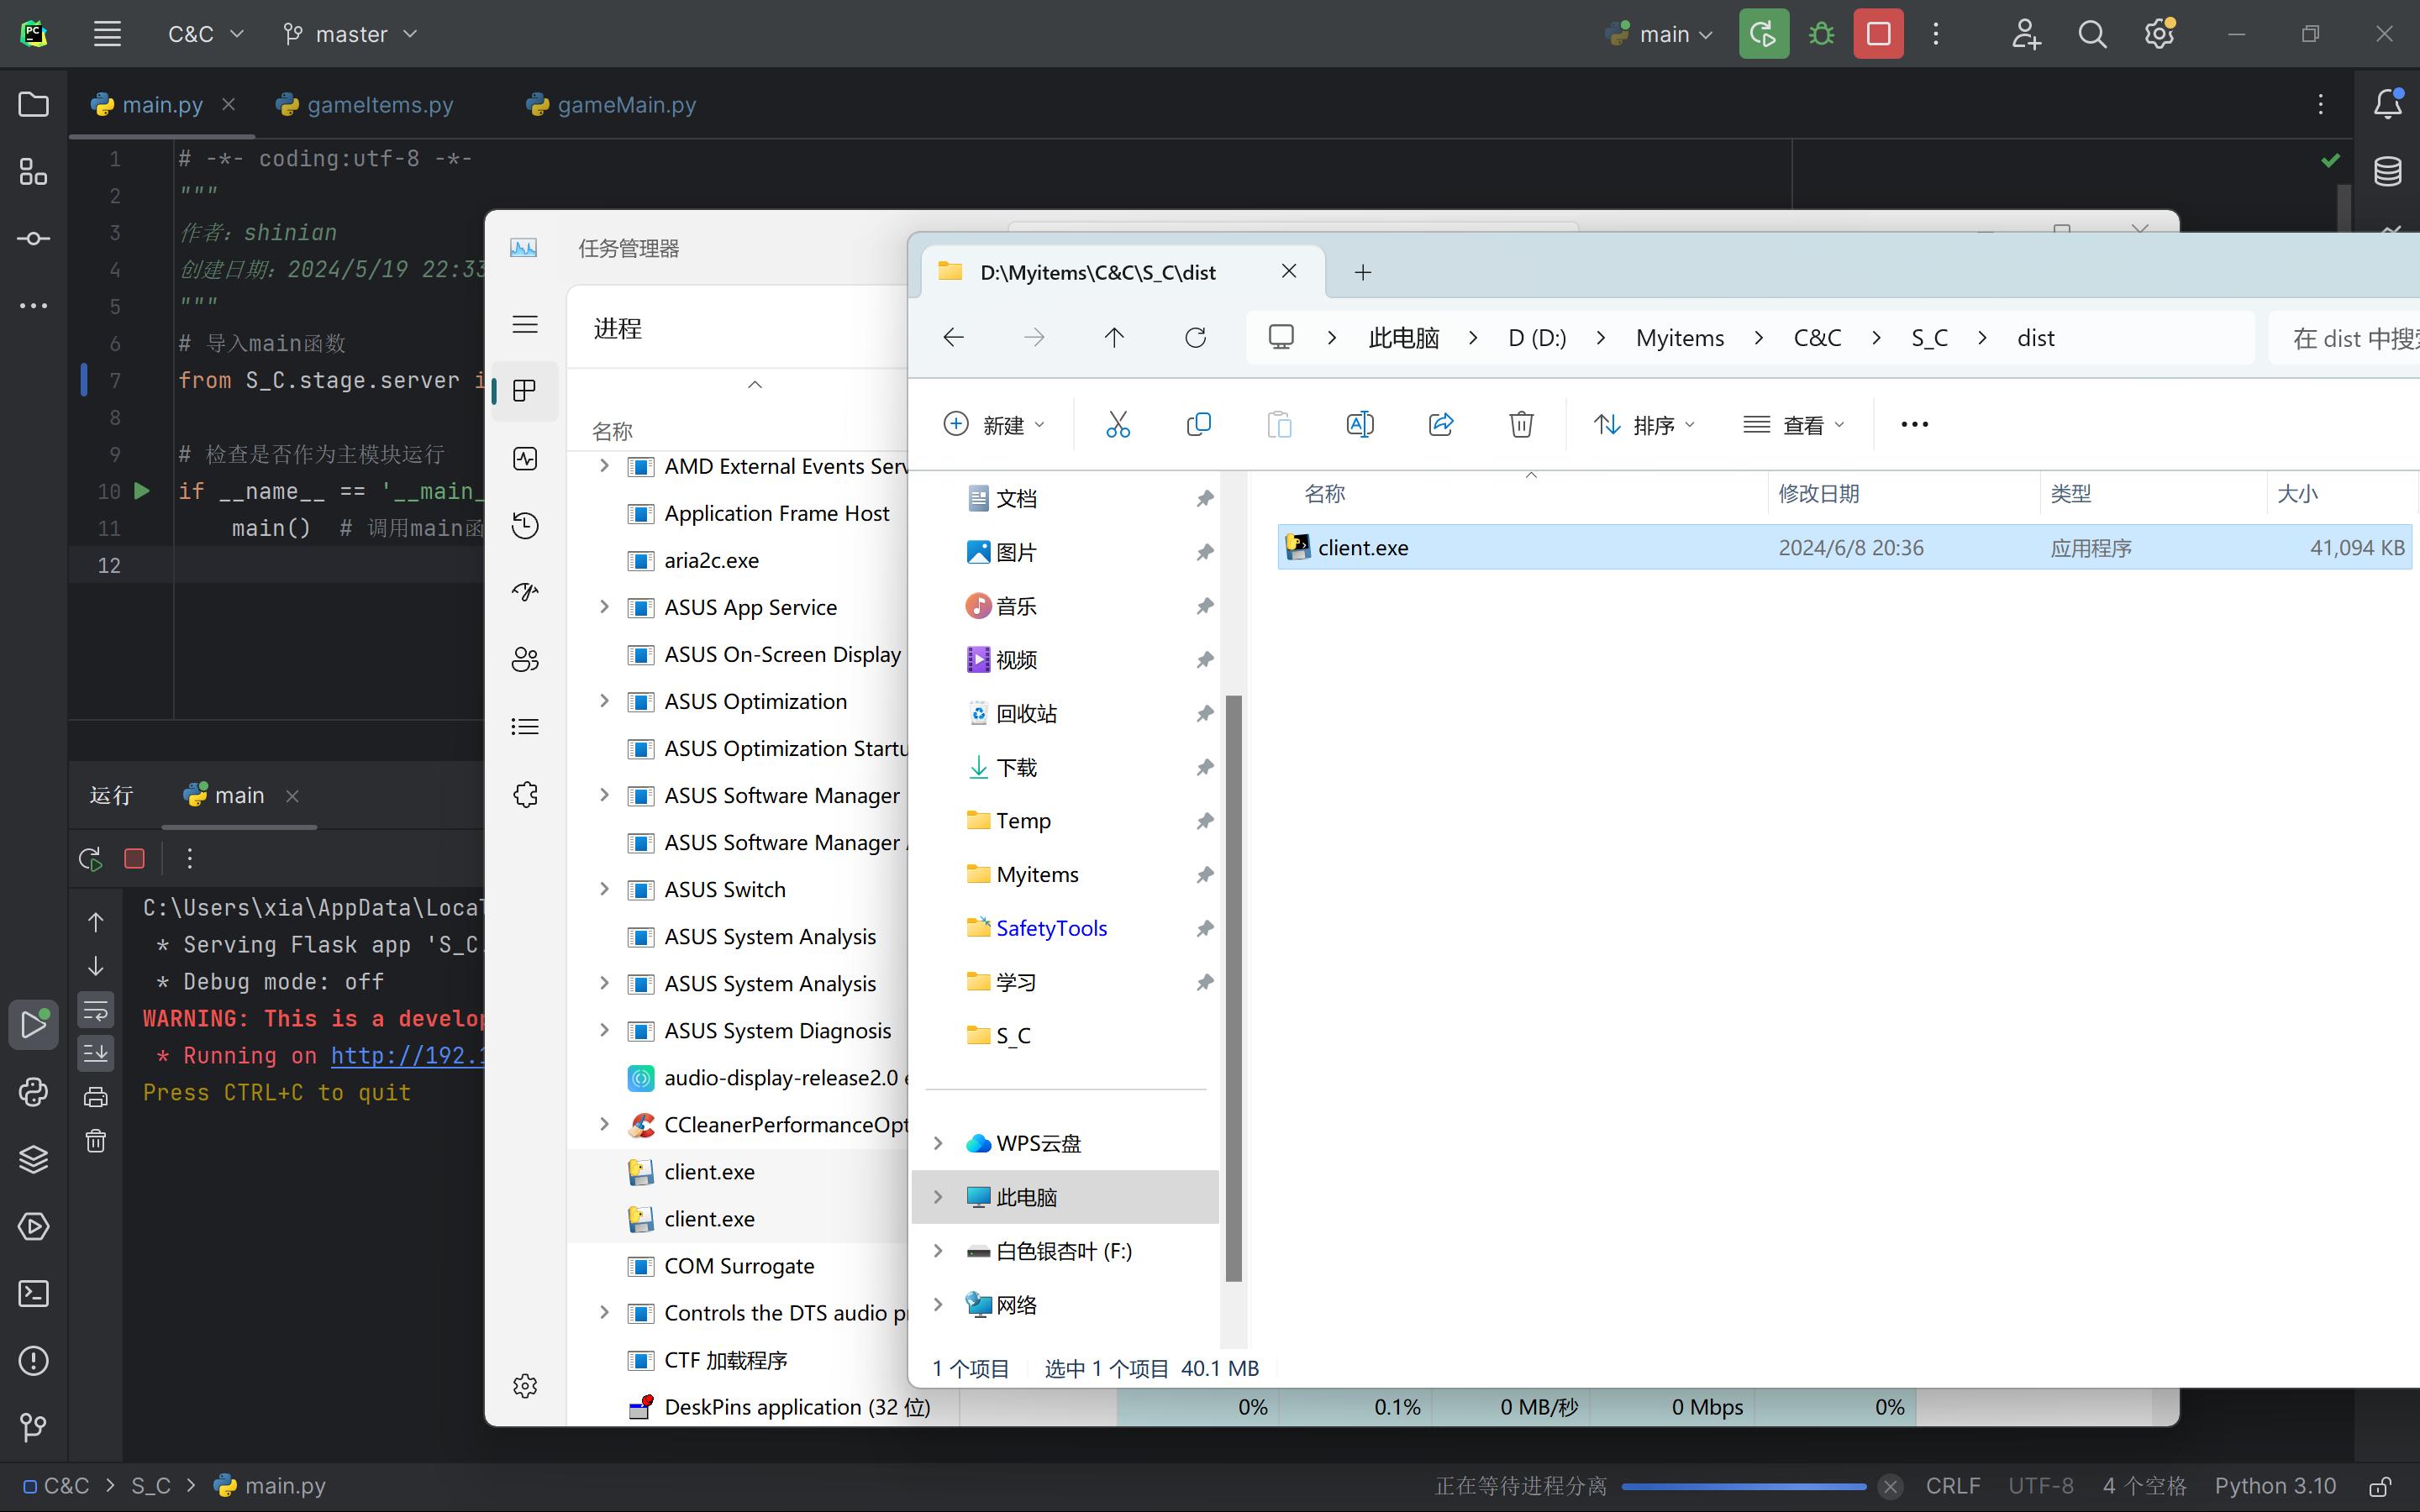 C&C
master
main
main.py
gameItems.py
gameMain.py
1 # -*- coding:utf-8 -*-
2 """
3 作者：shinian
4 创建日期：2024/5/19 22:33
5 """
6 # 导入main函数
7 from S_C.stage.server
8
9 # 检查是否作为主模块运行
10 if __name__ == '__main_
11 main() # 调用main函
12
运行
main
C:\Users\xia\AppData\Local
* Serving Flask app 'S_C.
* Debug mode: off
WARNING: This is a develop
* Running on http://192.1
Press CTRL+C to quit
任务管理器
进程
名称
AMD External Events Serv
Application Frame Host
aria2c.exe
ASUS App Service
ASUS On-Screen Display
ASUS Optimization
ASUS Optimization Startu
ASUS Software Manager
ASUS Software Manager
ASUS Switch
ASUS System Analysis
ASUS System Analysis
ASUS System Diagnosis
audio-display-release2.0
CCleanerPerformanceOpt
client.exe
client.exe
COM Surrogate
Controls the DTS audio pr
CTF 加载程序
DeskPins application (32 位)
0% 0.1% 0 MB/秒 0 Mbps 0%
D:\Myitems\C&C\S_C\dist
此电脑 > D (D:) > Myitems > C&C > S_C > dist
在 dist 中搜索
新建
排序
查看
文档
图片
音乐
视频
回收站
下载
Temp
Myitems
SafetyTools
学习
S_C
WPS云盘
此电脑
白色银杏叶 (F:)
网络
名称 修改日期 类型 大小
client.exe 2024/6/8 20:36 应用程序 41,094 KB
1 个项目 选中 1 个项目 40.1 MB
C&C > S_C > main.py
正在等待进程分离 CRLF UTF-8 4 个空格 Python 3.10